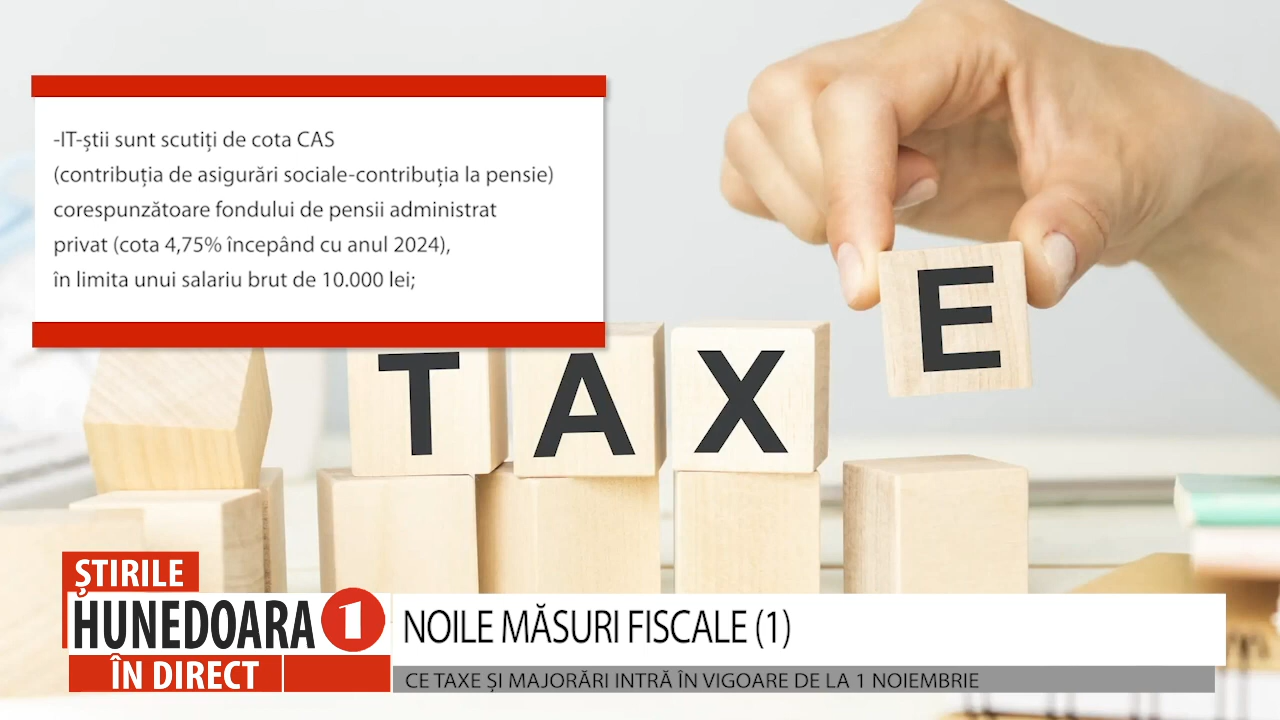 -IT-știi sunt scutiți de cota CAS
(contribuția de asigurări sociale-contribuția la pensie)
corespunzătoare fondului de pensii administrat
privat (cota 4,75% începând cu anul 2024),
în limita unui salariu brut de 10.000 lei;
T A X E
ȘTIRILE
HUNEDOARA 1
ÎN DIRECT
NOILE MĂSURI FISCALE (1)
CE TAXE ȘI MAJORĂRI INTRĂ ÎN VIGOARE DE LA 1 NOIEMBRIE